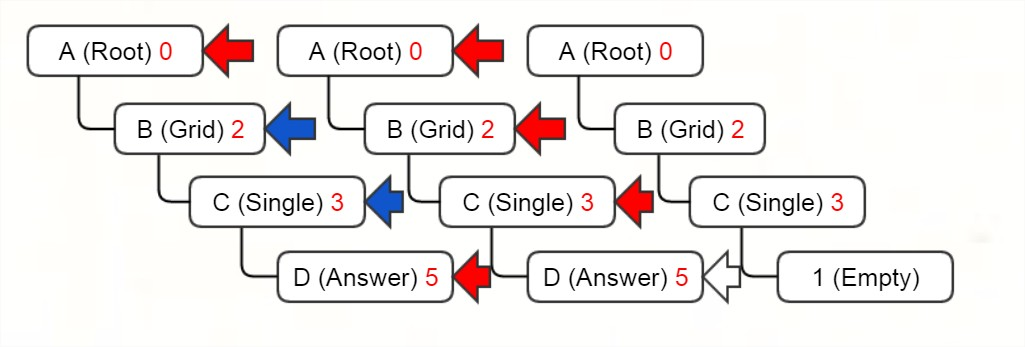 A (Root) 0
A (Root) 0
A (Root) 0
B (Grid) 2
B (Grid) 2
B (Grid) 2
C (Single) 3
C (Single) 3
C (Single) 3
D (Answer) 5
D (Answer) 5
1 (Empty)